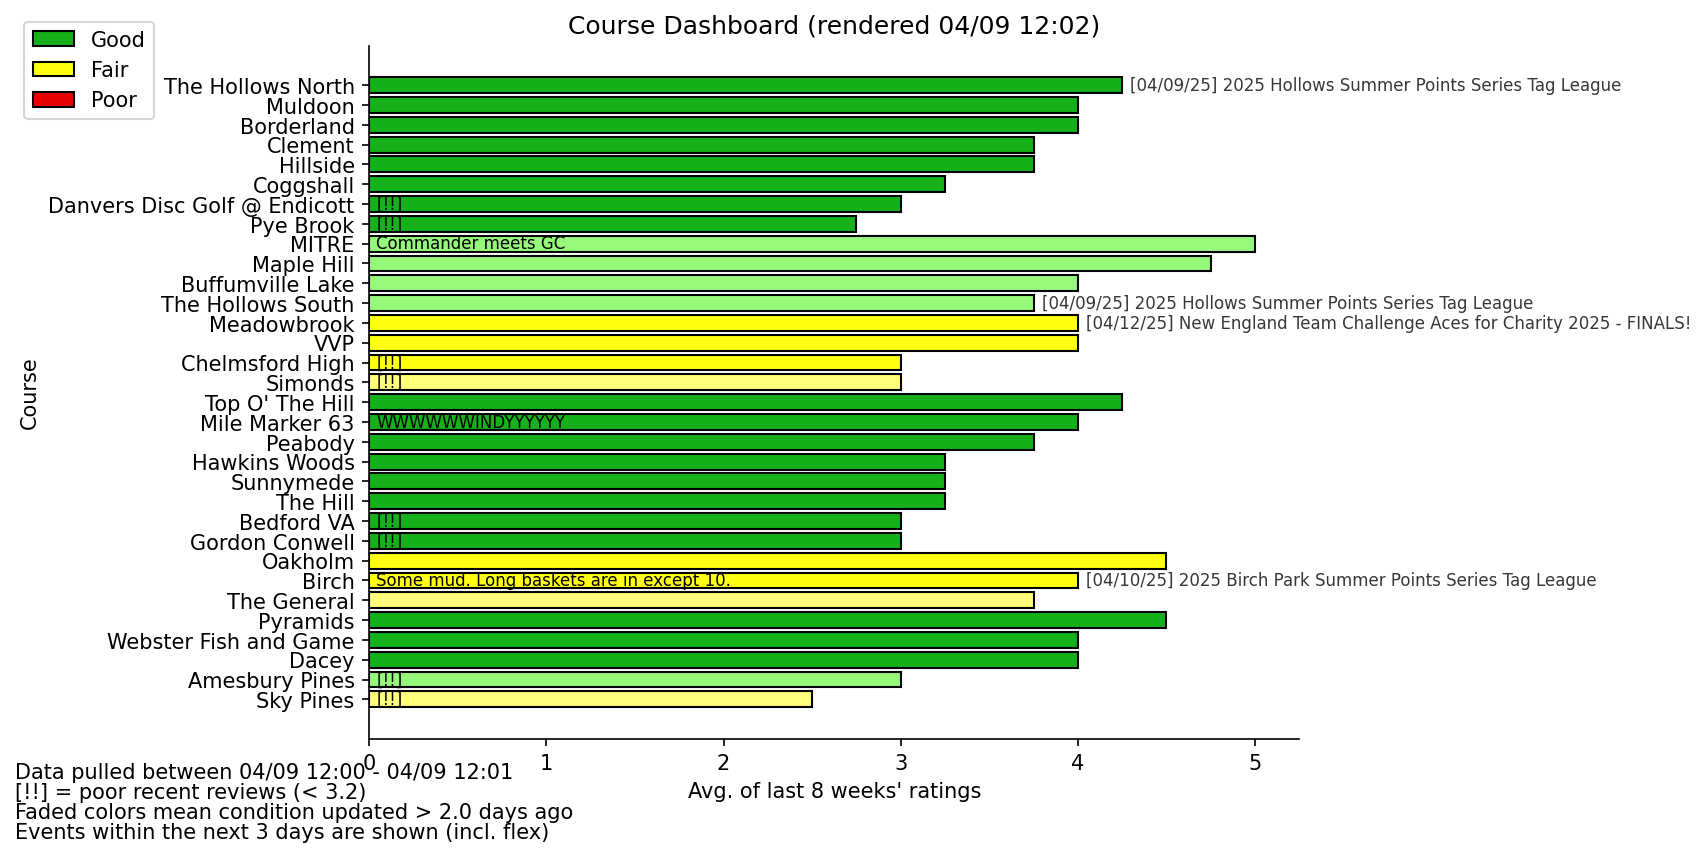 Course Dashboard (rendered 04/09 12:02)
Good
Fair
Poor
The Hollows North [04/09/25] 2025 Hollows Summer Points Series Tag League
Muldoon
Borderland
Clement
Hillside
Coggshall
Danvers Disc Golf @ Endicott [!!]
Pye Brook [!!]
MITRE Commander meets GC
Maple Hill
Buffumville Lake
The Hollows South [04/09/25] 2025 Hollows Summer Points Series Tag League
Meadowbrook [04/12/25] New England Team Challenge Aces for Charity 2025 - FINALS!
VVP
Chelmsford High [!!]
Simonds [!!]
Top O' The Hill
Mile Marker 63 WWWWWWINDYYYYYY
Peabody
Hawkins Woods
Sunnymede
The Hill
Bedford VA [!!]
Gordon Conwell [!!]
Oakholm
Birch Some mud. Long baskets are in except 10. [04/10/25] 2025 Birch Park Summer Points Series Tag League
The General
Pyramids
Webster Fish and Game
Dacey
Amesbury Pines [!!]
Sky Pines [!!]
Course
0 1 2 3 4 5
Avg. of last 8 weeks' ratings
Data pulled between 04/09 12:00 - 04/09 12:01
[!!] = poor recent reviews (< 3.2)
Faded colors mean condition updated > 2.0 days ago
Events within the next 3 days are shown (incl. flex)